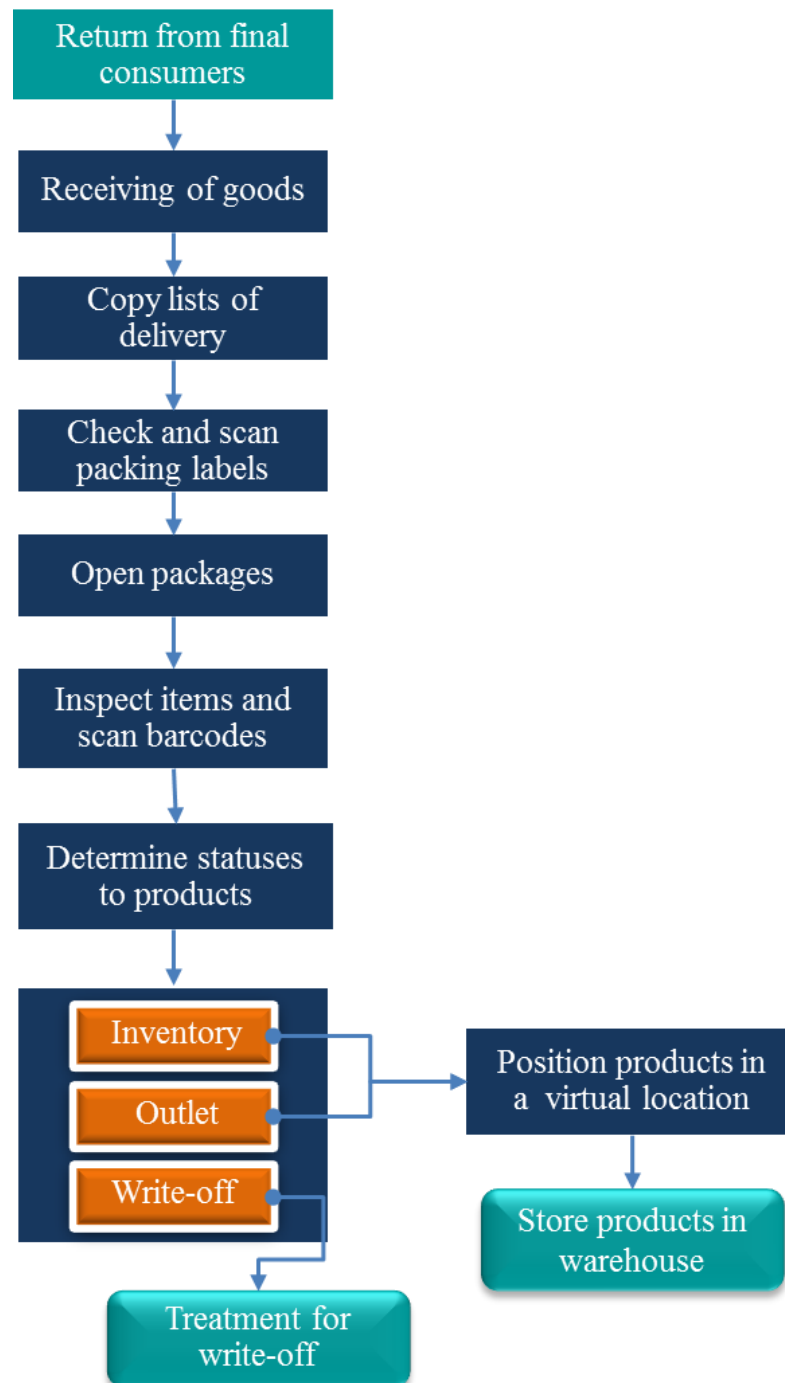 Return from final
consumers
Receiving of goods
Copy lists of
delivery
Check and scan
packing labels
Open packages
Inspect items and
scan barcodes
Determine statuses
to products
Inventory
Outlet
Write-off
Position products in
a virtual location
Store products in
warehouse
Treatment for
write-off